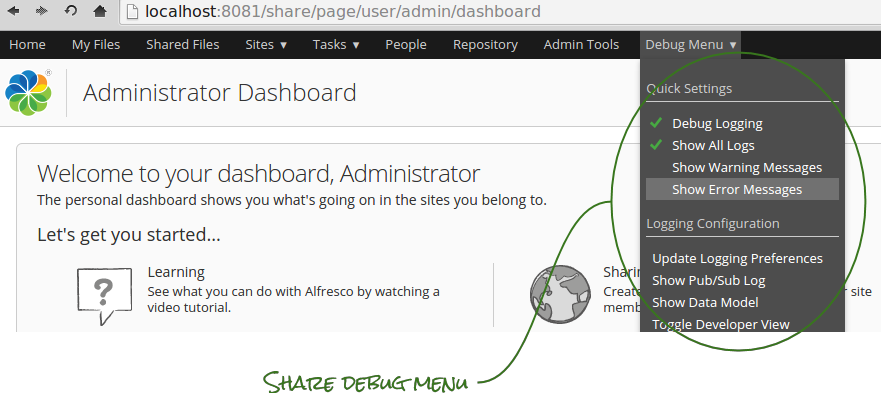 localhost:8081/share/page/user/admin/dashboard
Home My Files Shared Files Sites ▾ Tasks ▾ People Repository Admin Tools Debug Menu ▾
Administrator Dashboard
Quick Settings
Debug Logging
Show All Logs
Show Warning Messages
Show Error Messages
Logging Configuration
Update Logging Preferences
Show Pub/Sub Log
Show Data Model
Toggle Developer View
Welcome to your dashboard, Administrator
The personal dashboard shows you what's going on in the sites you belong to.
Let's get you started...
Learning
See what you can do with Alfresco by watching a
video tutorial.
Sharin
Create
site
memb
Share debug menu